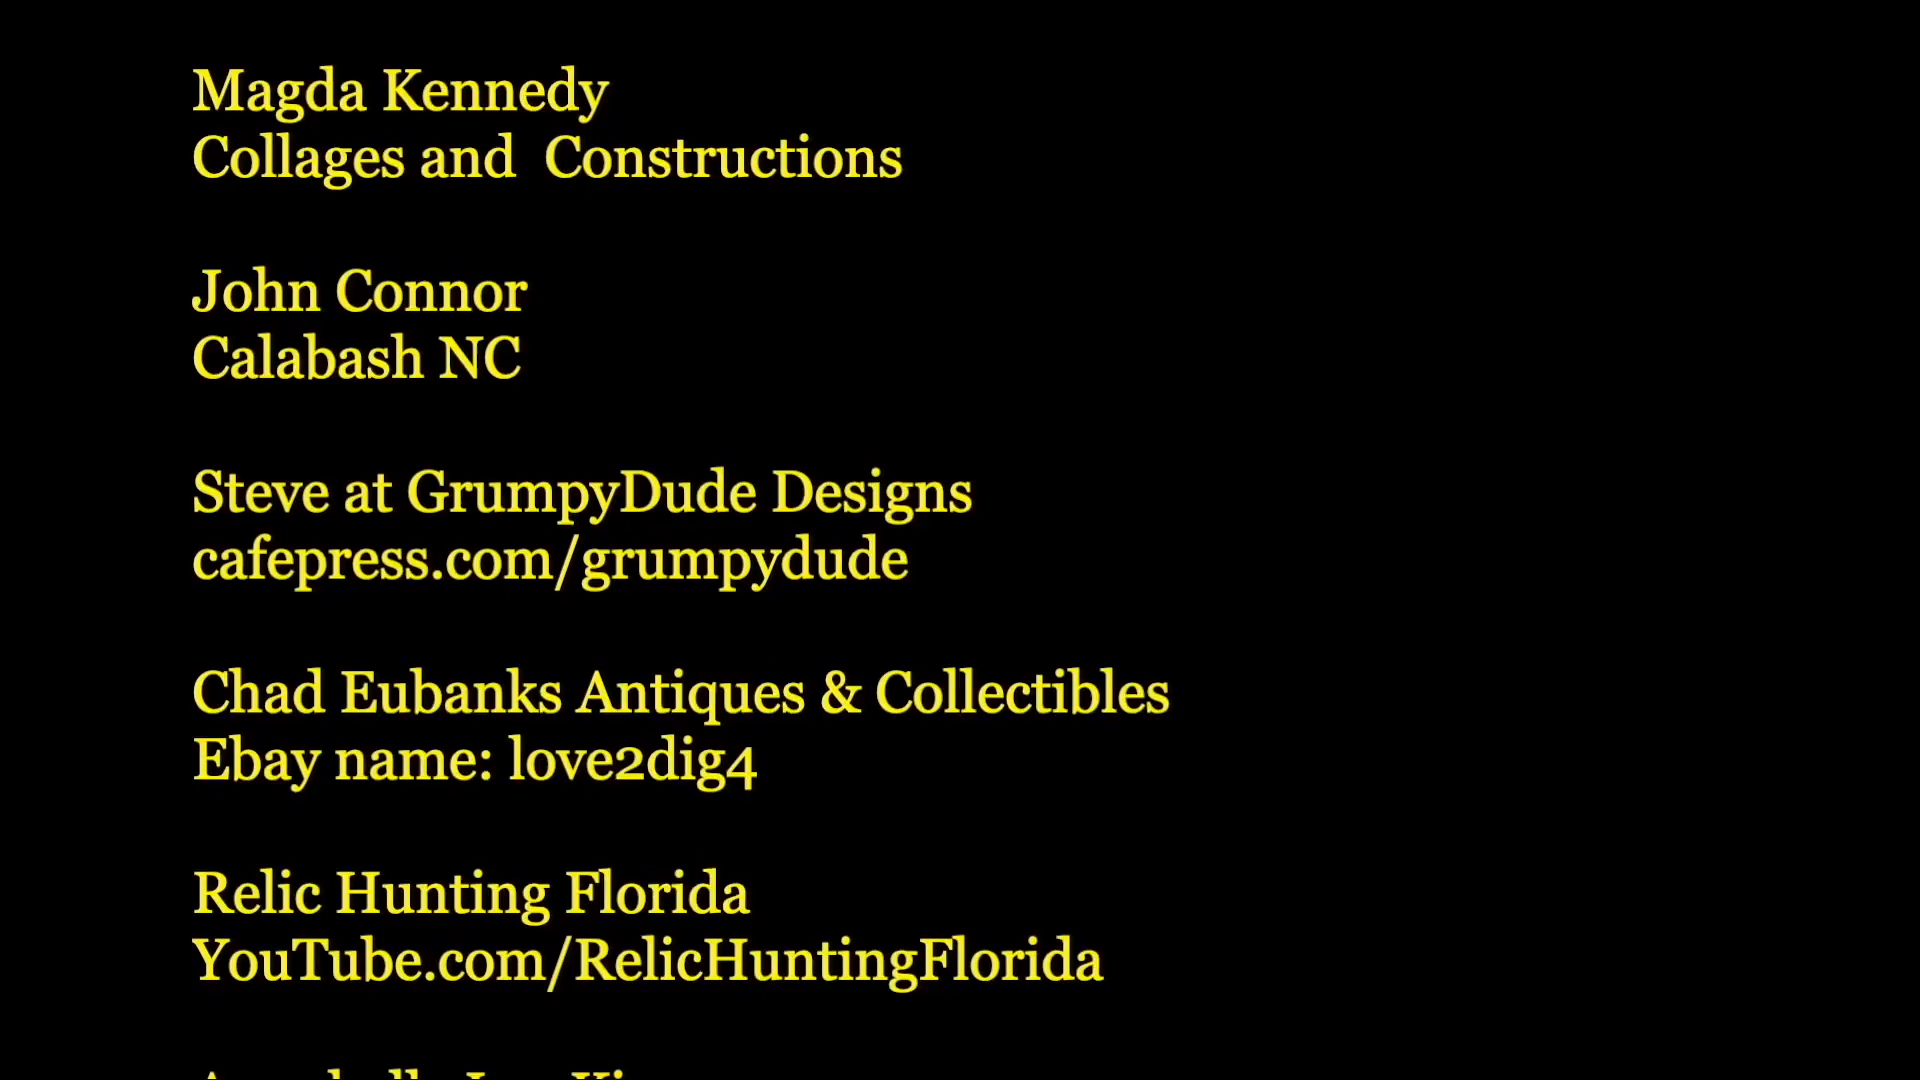 Magda Kennedy
Collages and  Constructions
John Connor
Calabash NC
Steve at GrumpyDude Designs
cafepress.com/grumpydude
Chad Eubanks Antiques & Collectibles
Ebay name: love2dig4
Relic Hunting Florida
YouTube.com/RelicHuntingFlorida